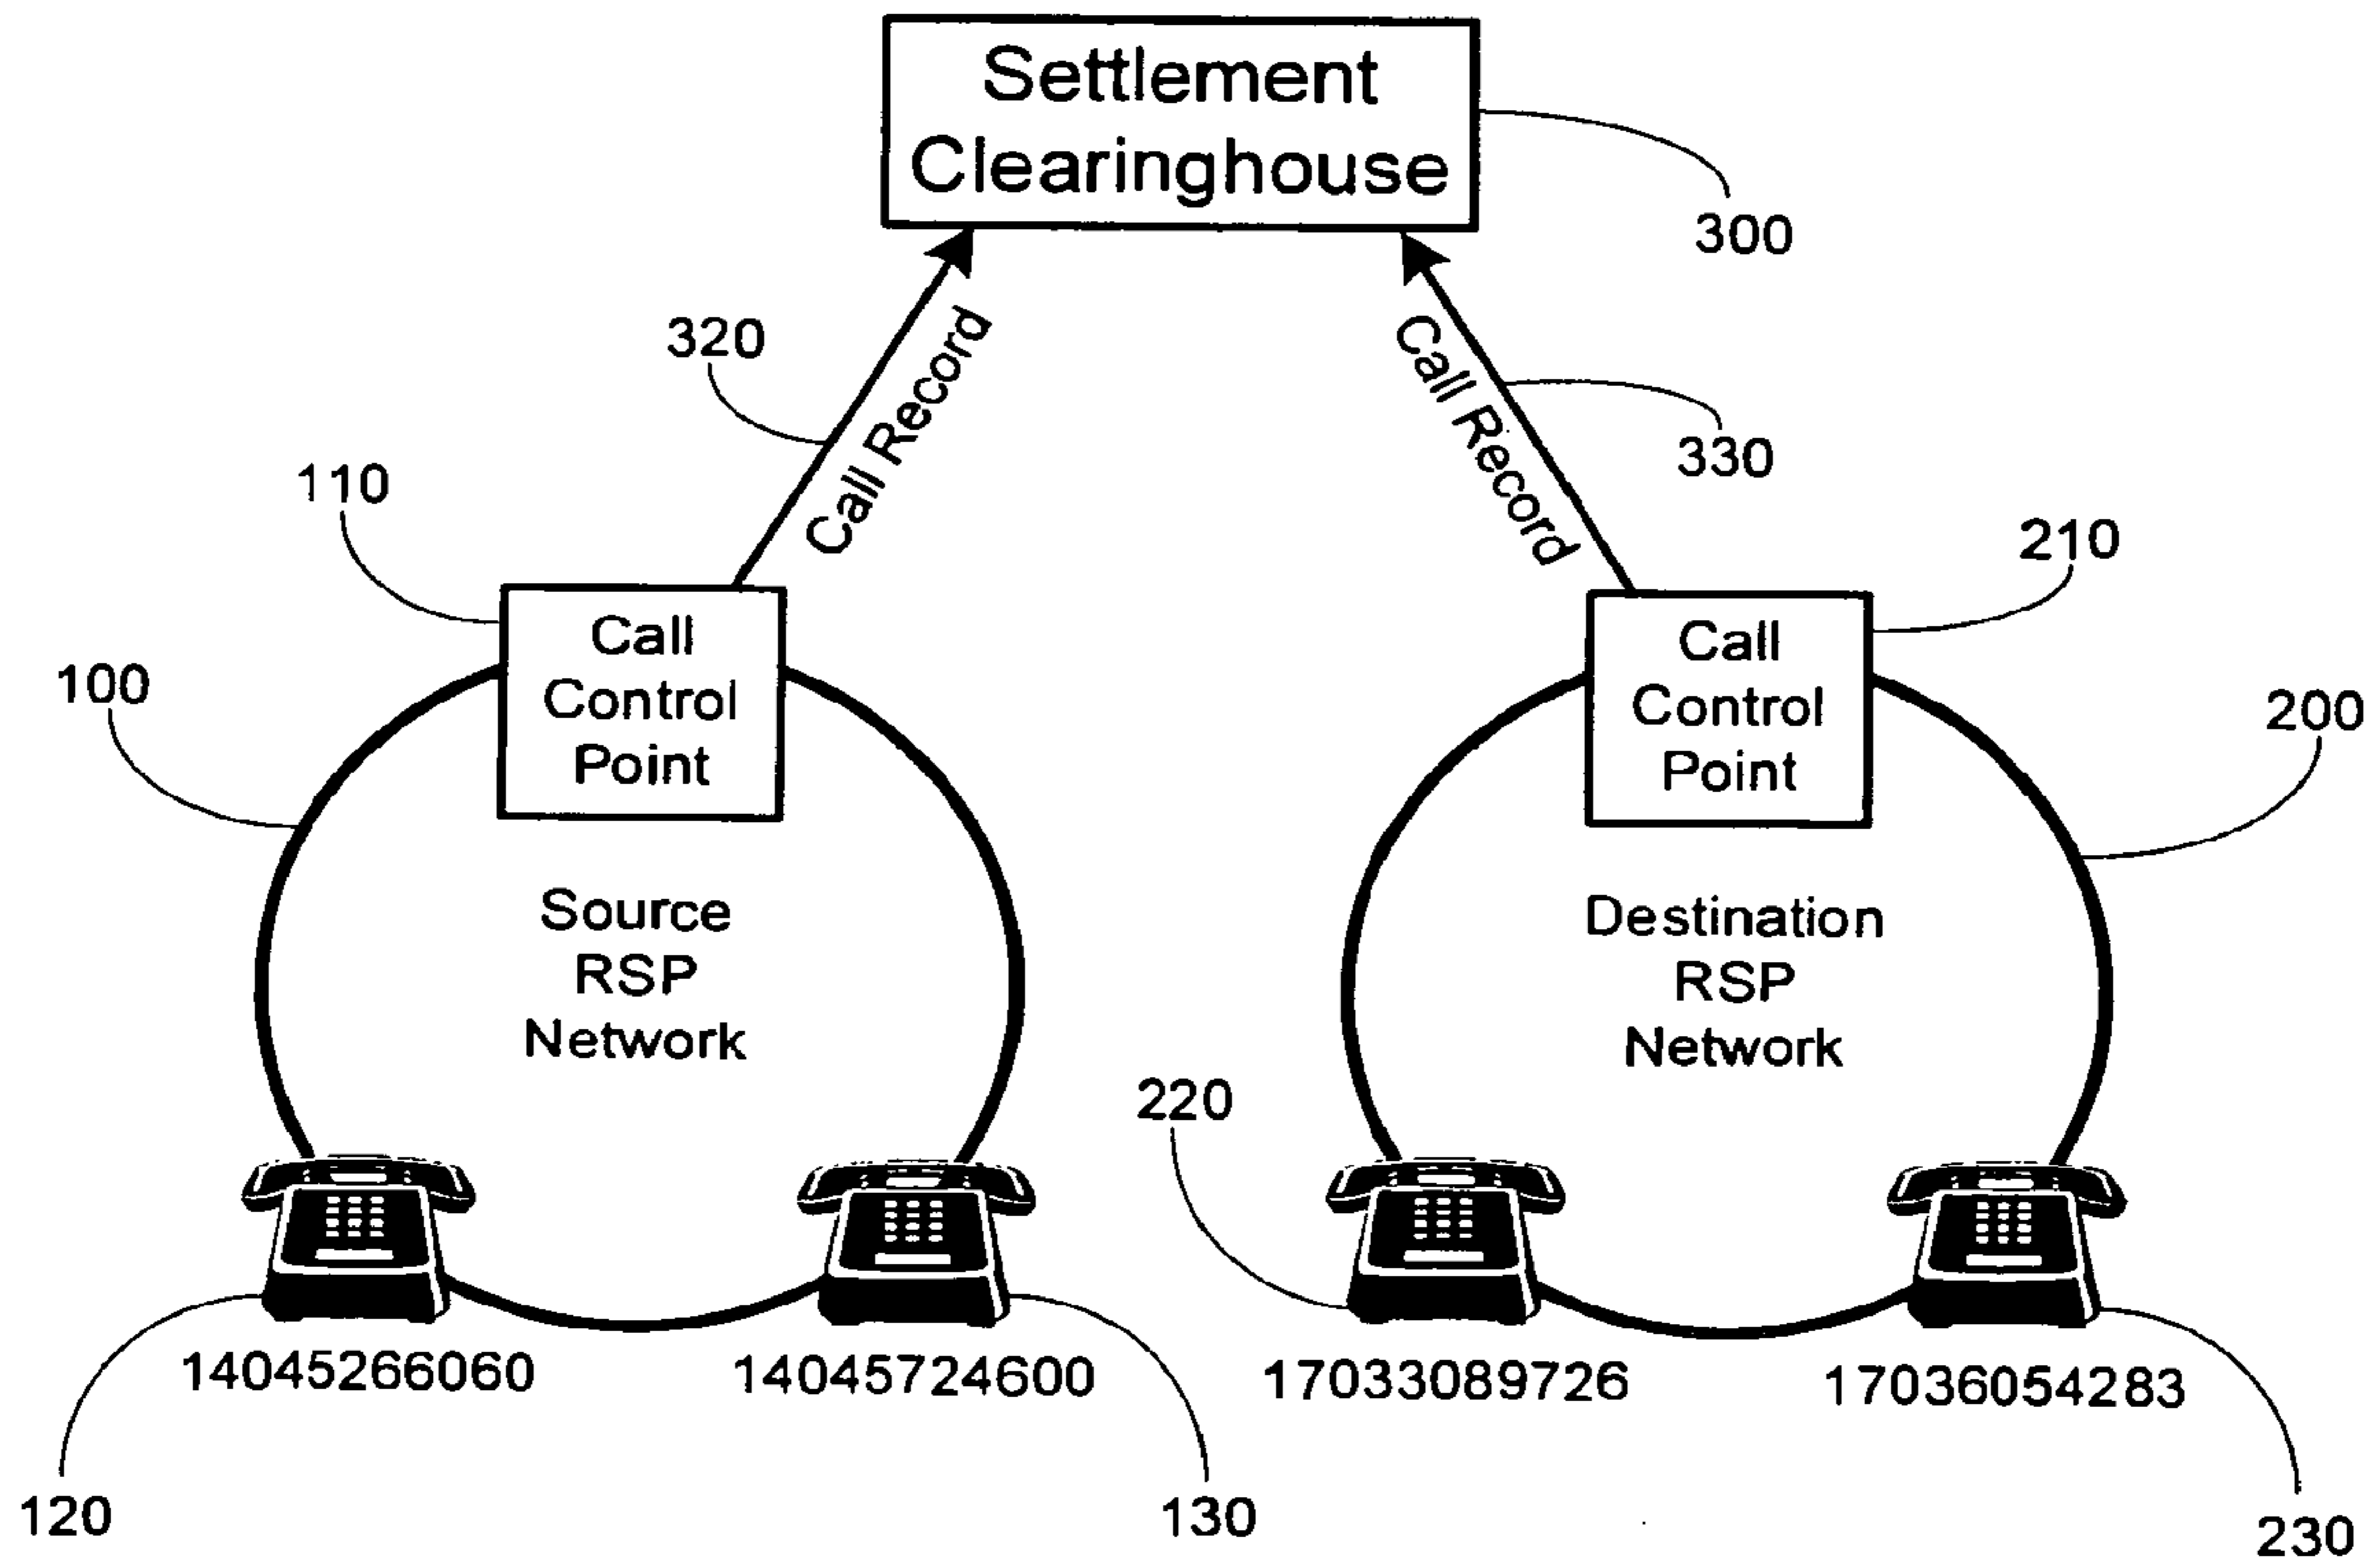 Settlement
Clearinghouse
300
320
Call Record
Call Record
330
110
210
Call
Control
Point
Call
Control
Point
100
200
Source
RSP
Network
Destination
RSP
Network
220
14045266060
14045724600
17033089726
17036054283
120
130
230